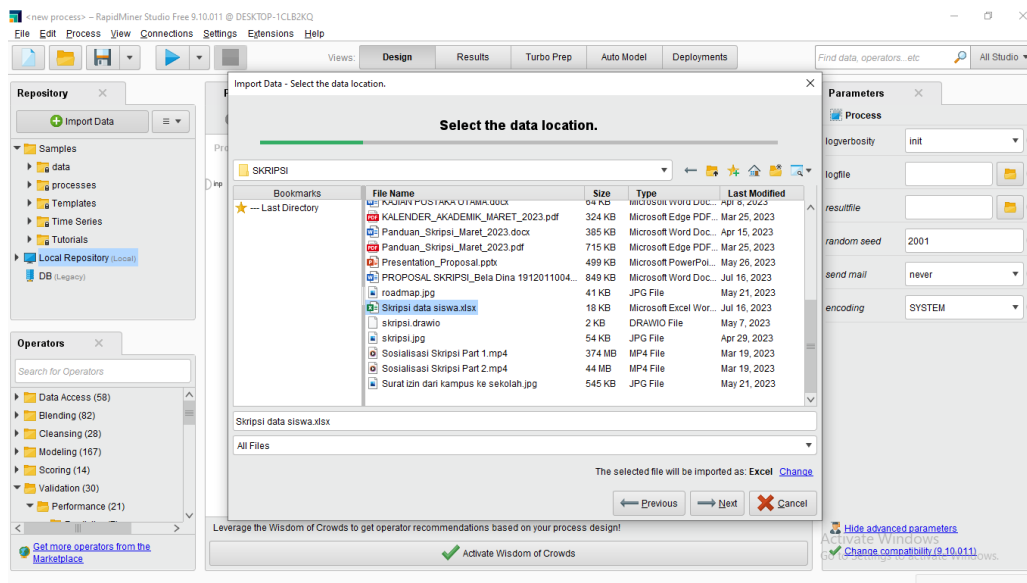 <new process> – RapidMiner Studio Free 9.10.011 @ DESKTOP-1CLB2KQ
File Edit Process View Connections Settings Extensions Help
Views: Design Results Turbo Prep Auto Model Deployments
Find data, operators...etc
All Studio
Repository
Import Data
Samples
data
processes
Templates
Time Series
Tutorials
Local Repository (Local)
DB (Legacy)
Operators
Search for Operators
Data Access (58)
Blending (82)
Cleansing (28)
Modeling (167)
Scoring (14)
Validation (30)
Performance (21)
Get more operators from the
Marketplace
inp
Import Data - Select the data location.
Select the data location.
SKRIPSI
Bookmarks
--- Last Directory
File Name Size Type Last Modified
KAJIAN PUSTAKA UTAMA.docx 64 KB Microsoft Word Doc... Apr 8, 2023
KALENDER_AKADEMIK_MARET_2023.pdf 324 KB Microsoft Edge PDF... Mar 25, 2023
Panduan_Skripsi_Maret_2023.docx 385 KB Microsoft Word Doc... Apr 15, 2023
Panduan_Skripsi_Maret_2023.pdf 715 KB Microsoft Edge PDF... Mar 25, 2023
Presentation_Proposal.pptx 499 KB Microsoft PowerPoi... May 26, 2023
PROPOSAL SKRIPSI_Bela Dina 1912011004... 849 KB Microsoft Word Doc... Jul 16, 2023
roadmap.jpg 41 KB JPG File May 21, 2023
Skripsi data siswa.xlsx 18 KB Microsoft Excel Wor... Jul 16, 2023
skripsi.drawio 2 KB DRAWIO File May 7, 2023
skripsi.jpg 54 KB JPG File Apr 29, 2023
Sosialisasi Skripsi Part 1.mp4 374 MB MP4 File Mar 19, 2023
Sosialisasi Skripsi Part 2.mp4 44 MB MP4 File Mar 19, 2023
Surat izin dari kampus ke sekolah.jpg 545 KB JPG File May 21, 2023
Skripsi data siswa.xlsx
All Files
The selected file will be imported as: Excel Change
Previous Next Cancel
Leverage the Wisdom of Crowds to get operator recommendations based on your process design!
Activate Wisdom of Crowds
Parameters
Process
logverbosity init
logfile
resultfile
random seed 2001
send mail never
encoding SYSTEM
Hide advanced parameters
Activate Windows
Change compatibility (9.10.011)
Go to Settings to activate Windows.